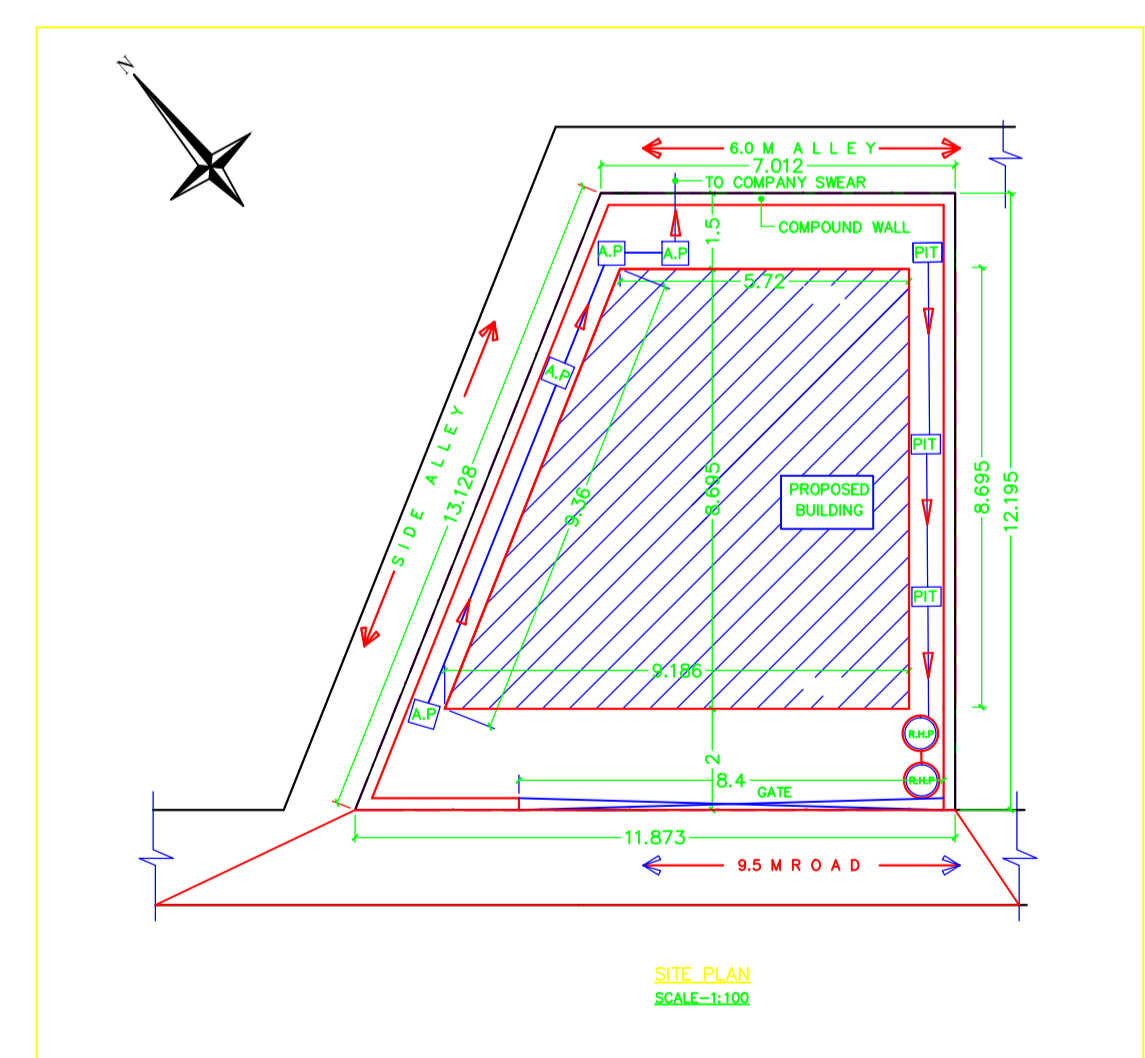 N
6.0 M ALLEY
7.012
TO COMPANY SWEAR
COMPOUND WALL
1.5
A.P
A.P
PIT
5.72
A.P
SIDE ALLEY
13.128
9.36
8.695
PROPOSED
BUILDING
PIT
8.695
12.195
PIT
9.186
A.P
R.H.P
2
8.4
GATE
R.H.P
11.873
9.5 M ROAD
SITE PLAN
SCALE-1:100